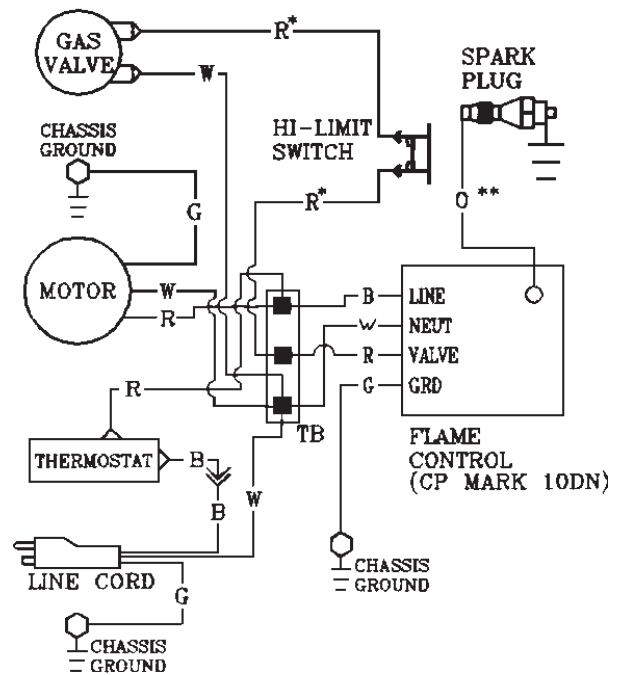 GAS
VALVE
R*
W
SPARK
PLUG
HI-LIMIT
SWITCH
CHASSIS
GROUND
G
R*
O **
MOTOR
W
R
B
LINE
W
NEUT
R
VALVE
G
GRD
R
TB
FLAME
CONTROL
(CP MARK 10DN)
THERMOSTAT
B
W
B
LINE CORD
G
CHASSIS
GROUND
CHASSIS
GROUND